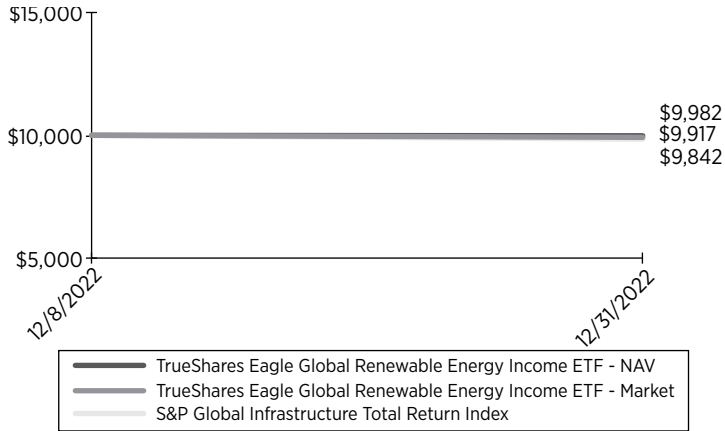 $15,000
$9,982
$10,000
$9,917
$9,842
$5,000
12/8/2022
12/31/2022
TrueShares Eagle Global Renewable Energy Income ETF - NAV
TrueShares Eagle Global Renewable Energy Income ETF - Market
S&P Global Infrastructure Total Return Index